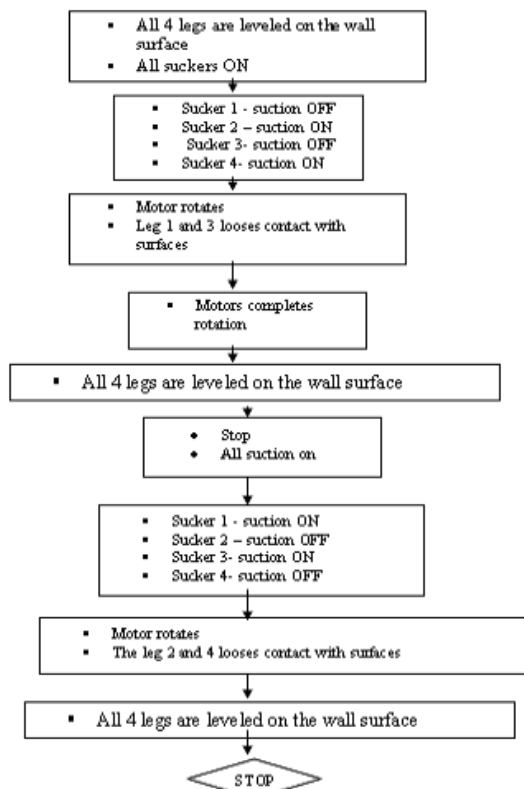 ▪ All 4 legs are leveled on the wall
surface
▪ All suckers ON
▪ Sucker 1 - suction OFF
▪ Sucker 2 – suction ON
▪ Sucker 3- suction OFF
▪ Sucker 4- suction ON
▪ Motor rotates
▪ Leg 1 and 3 looses contact with
surfaces
▪ Motors completes
rotation
▪ All 4 legs are leveled on the wall surface
● Stop
● All suction on
▪ Sucker 1 - suction ON
▪ Sucker 2 – suction OFF
▪ Sucker 3- suction ON
▪ Sucker 4- suction OFF
▪ Motor rotates
▪ The leg 2 and 4 looses contact with surfaces
▪ All 4 legs are leveled on the wall surface
STOP